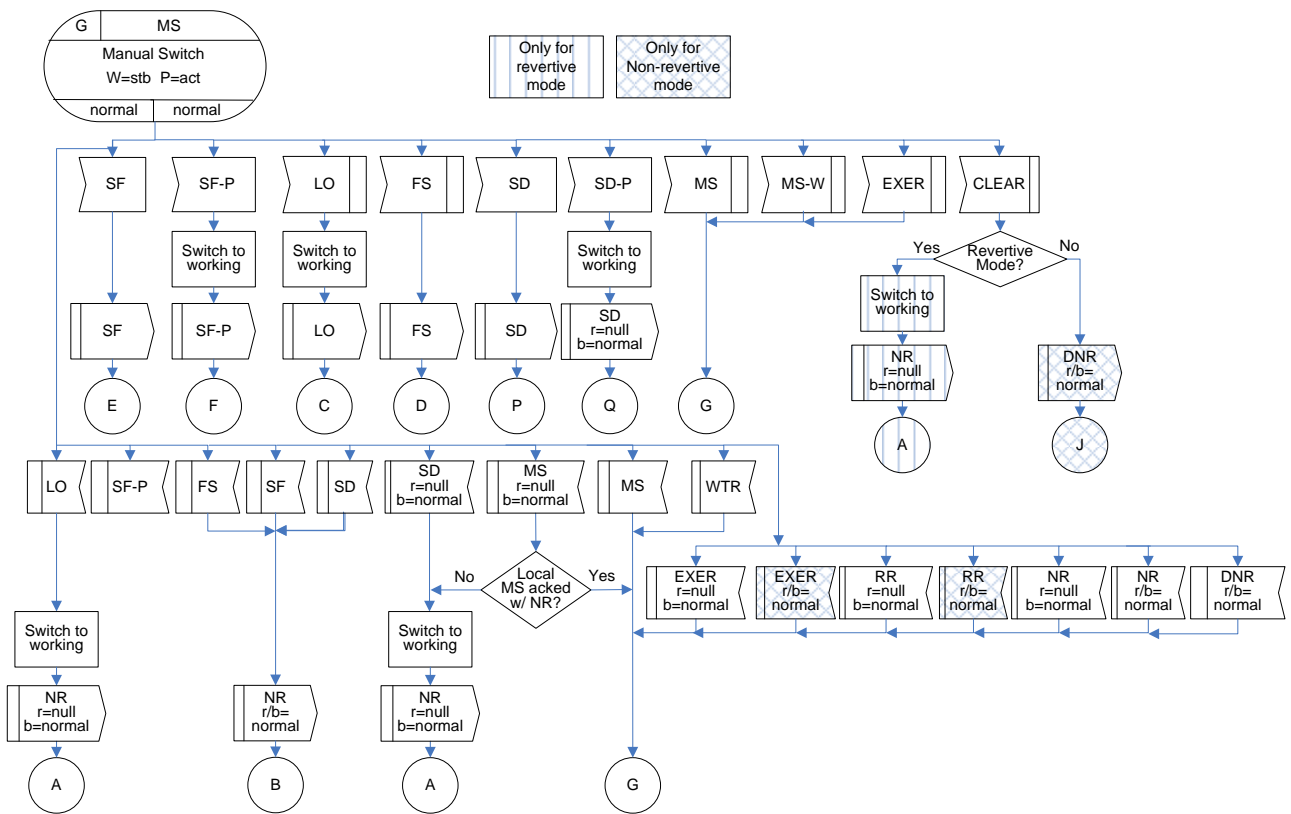 G MS
Manual Switch
W=stb P=act
normal normal
Only for
revertive
mode
Only for
Non-revertive
mode
SF SF-P LO FS SD SD-P MS MS-W EXER CLEAR
Switch to
working
Switch to
working
Switch to
working
Yes
Revertive
Mode?
No
Switch to
working
SF
SF-P
LO
FS
SD
SD
r=null
b=normal
NR
r=null
b=normal
DNR
r/b=
normal
E F C D P Q G
A J
LO SF-P FS SF SD
SD
r=null
b=normal
MS
r=null
b=normal
MS
WTR
No
Local
MS acked
w/ NR?
Yes
EXER
r=null
b=normal
EXER
r/b=
normal
RR
r=null
b=normal
RR
r/b=
normal
NR
r=null
b=normal
NR
r/b=
normal
DNR
r/b=
normal
Switch to
working
Switch to
working
NR
r=null
b=normal
NR
r/b=
normal
NR
r=null
b=normal
A B A G